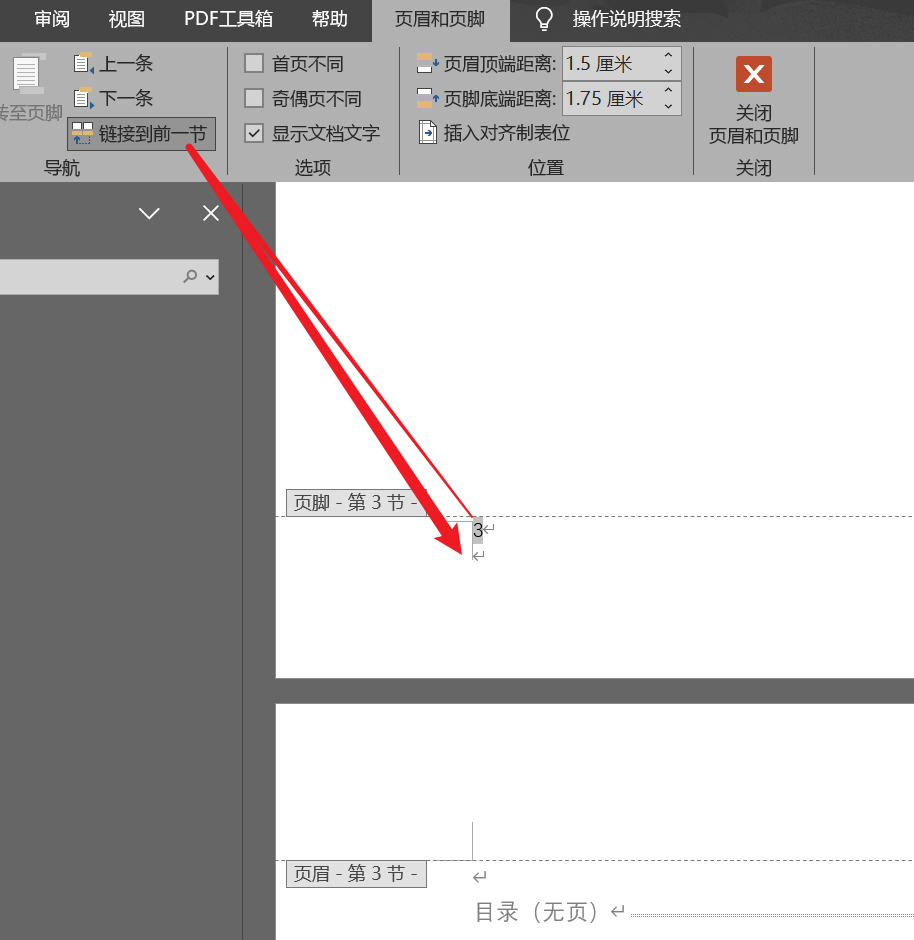 审阅 视图 PDF工具箱 帮助 页眉和页脚 操作说明搜索
上一条 首页不同 页眉顶端距离: 1.5 厘米
下一条 奇偶页不同 页脚底端距离: 1.75 厘米 关闭
转至页脚 页眉和页脚
链接到前一节 显示文档文字 插入对齐制表位
导航 选项 位置 关闭
页脚 - 第 3 节 -
3
页眉 - 第 3 节 -
目录（无页）